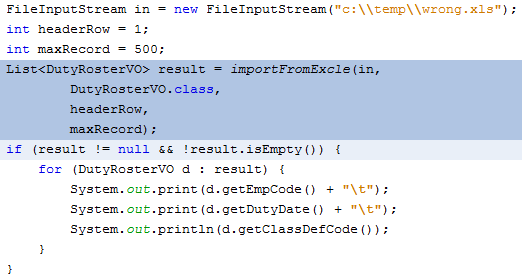 FileInputStream in = new FileInputStream("c:\\temp\\wrong.xls");
int headerRow = 1;
int maxRecord = 500;
List<DutyRosterVO> result = importFromExcle(in,
        DutyRosterVO.class,
        headerRow,
        maxRecord);
if (result != null && !result.isEmpty()) {
    for (DutyRosterVO d : result) {
        System.out.print(d.getEmpCode() + "\t");
        System.out.print(d.getDutyDate() + "\t");
        System.out.println(d.getClassDefCode());
    }
}